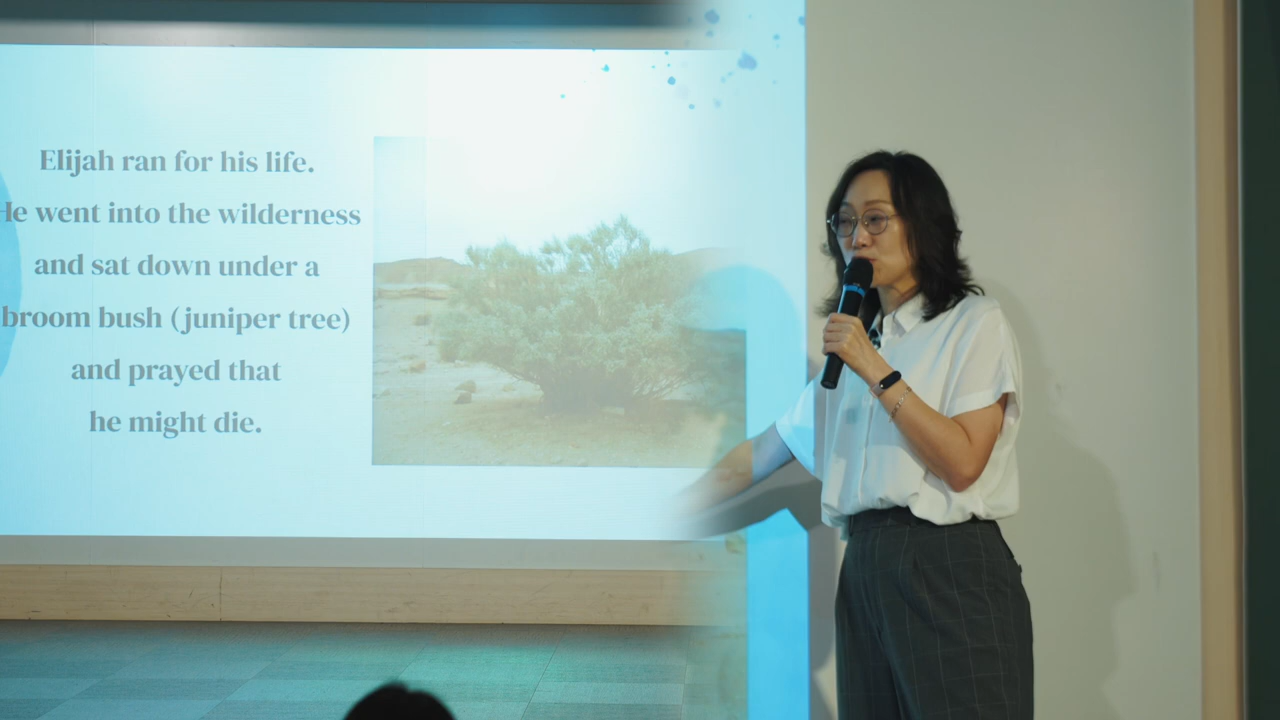 Elijah ran for his life.
He went into the wilderness
and sat down under a
broom bush (juniper tree)
and prayed that
he might die.